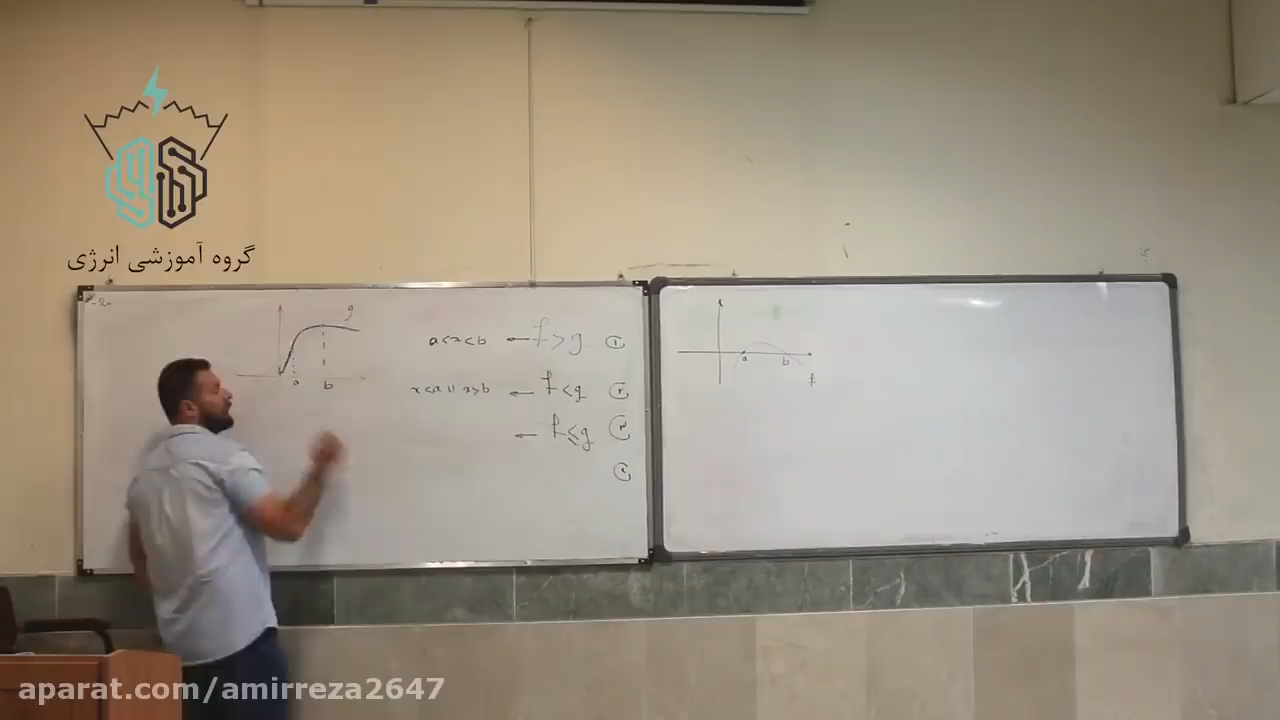 گروه آموزشی انرژی
g
a b
a<x<b ← f>g ①
x<a ∪ x>b ← f<g ②
← f≤g ③
a b
f
aparat.com/amirreza2647